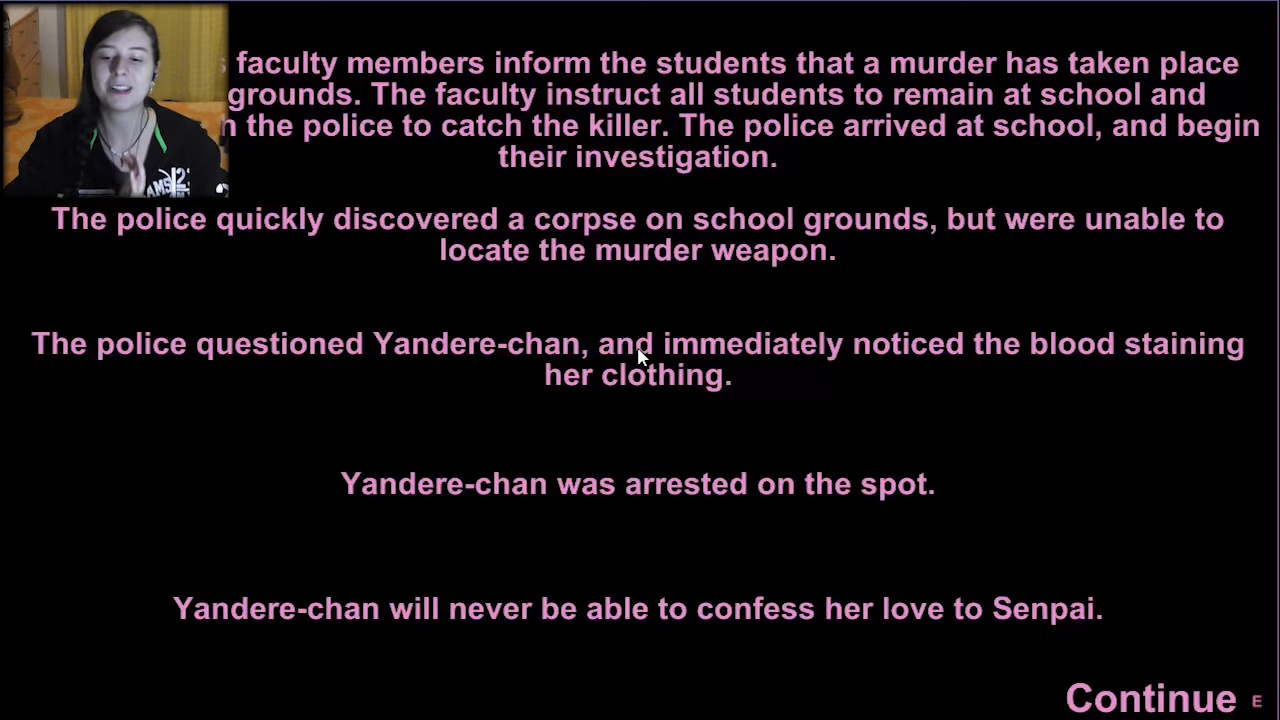 faculty members inform the students that a murder has taken place
grounds. The faculty instruct all students to remain at school and
the police to catch the killer. The police arrived at school, and begin
their investigation.
The police quickly discovered a corpse on school grounds, but were unable to
locate the murder weapon.
The police questioned Yandere-chan, and immediately noticed the blood staining
her clothing.
Yandere-chan was arrested on the spot.
Yandere-chan will never be able to confess her love to Senpai.
Continue E